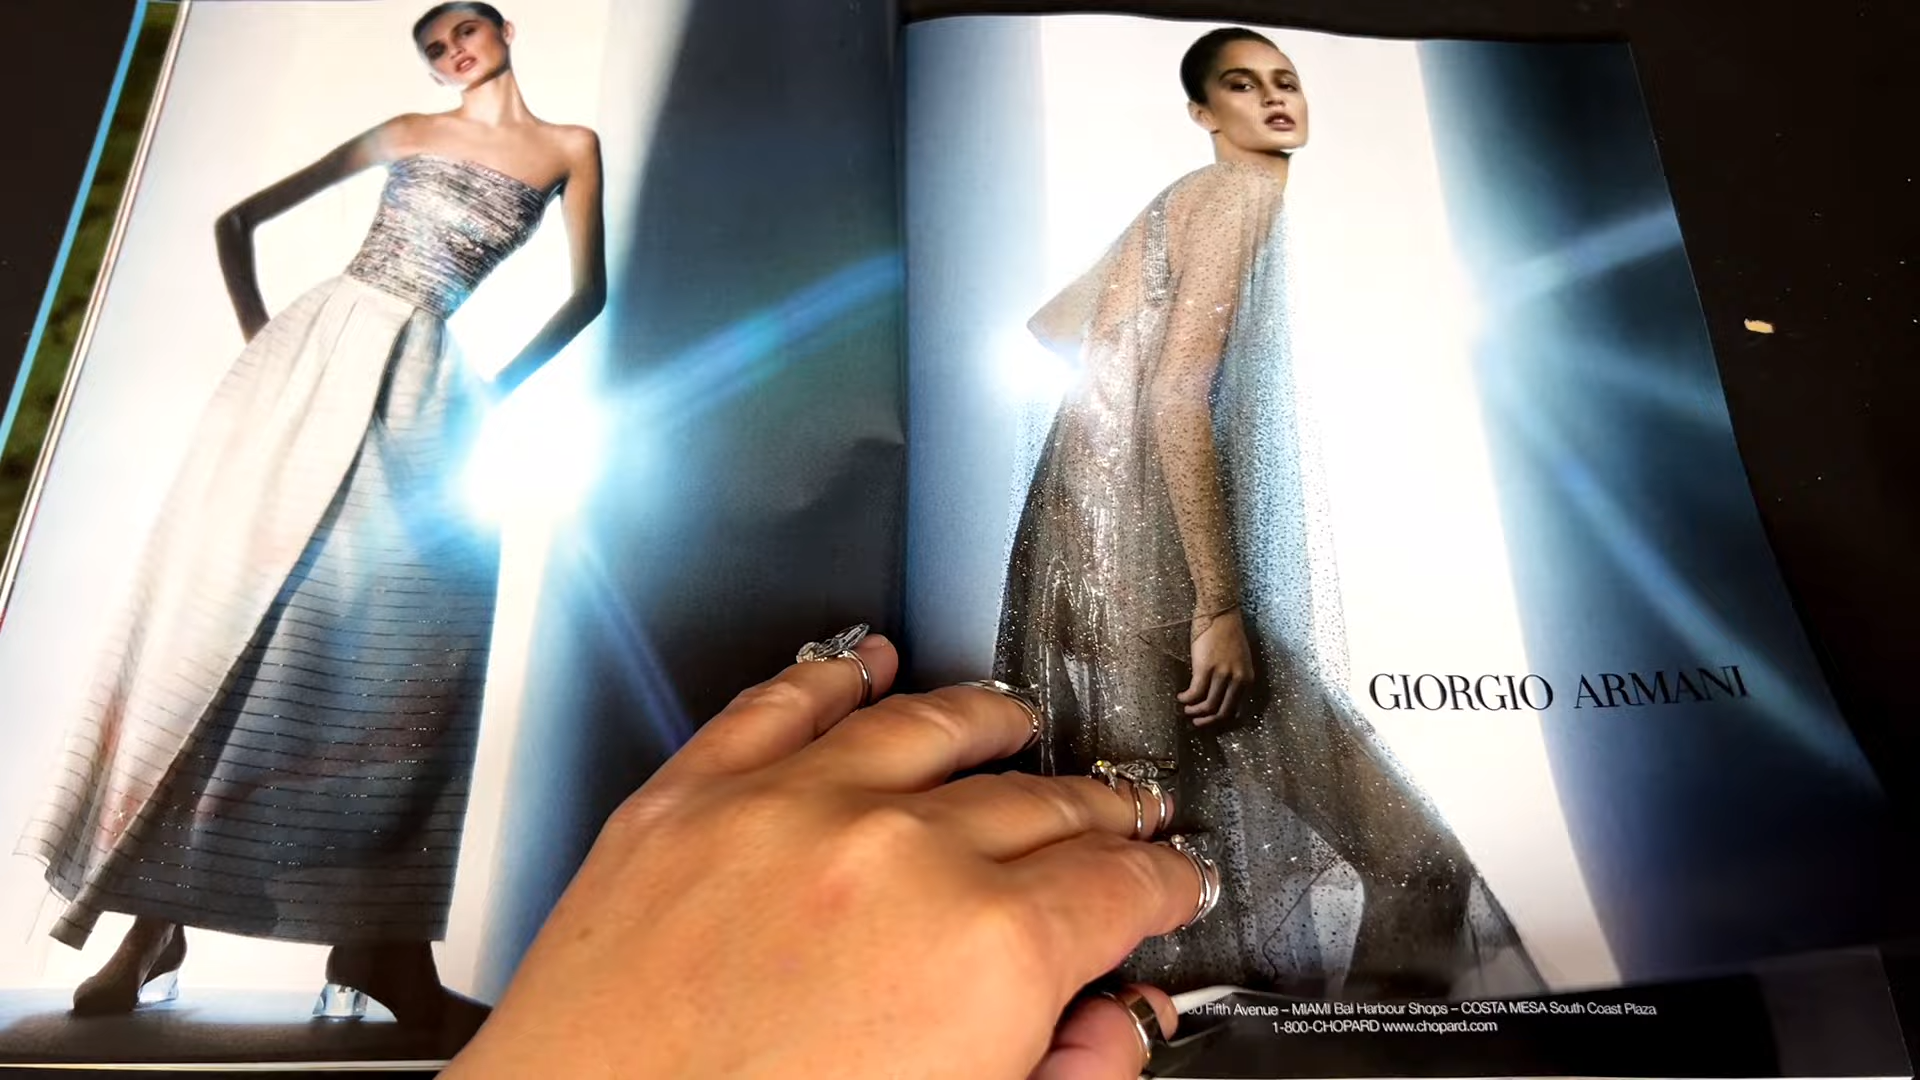 GIORGIO ARMANI
Fifth Avenue – MIAMI Bal Harbour Shops – COSTA MESA South Coast Plaza
1-800-CHOPARD www.chopard.com